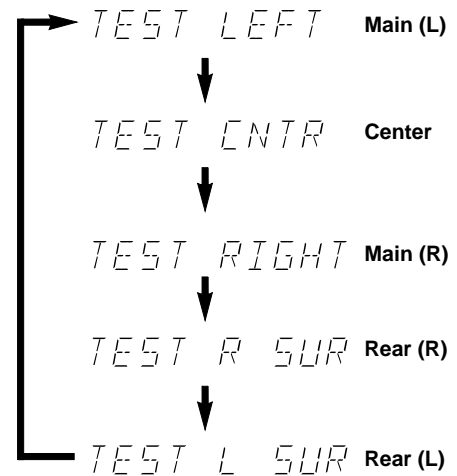 TEST LEFT Main (L)
TEST CNTR Center
TEST RIGHT Main (R)
TEST R SUR Rear (R)
TEST L SUR Rear (L)